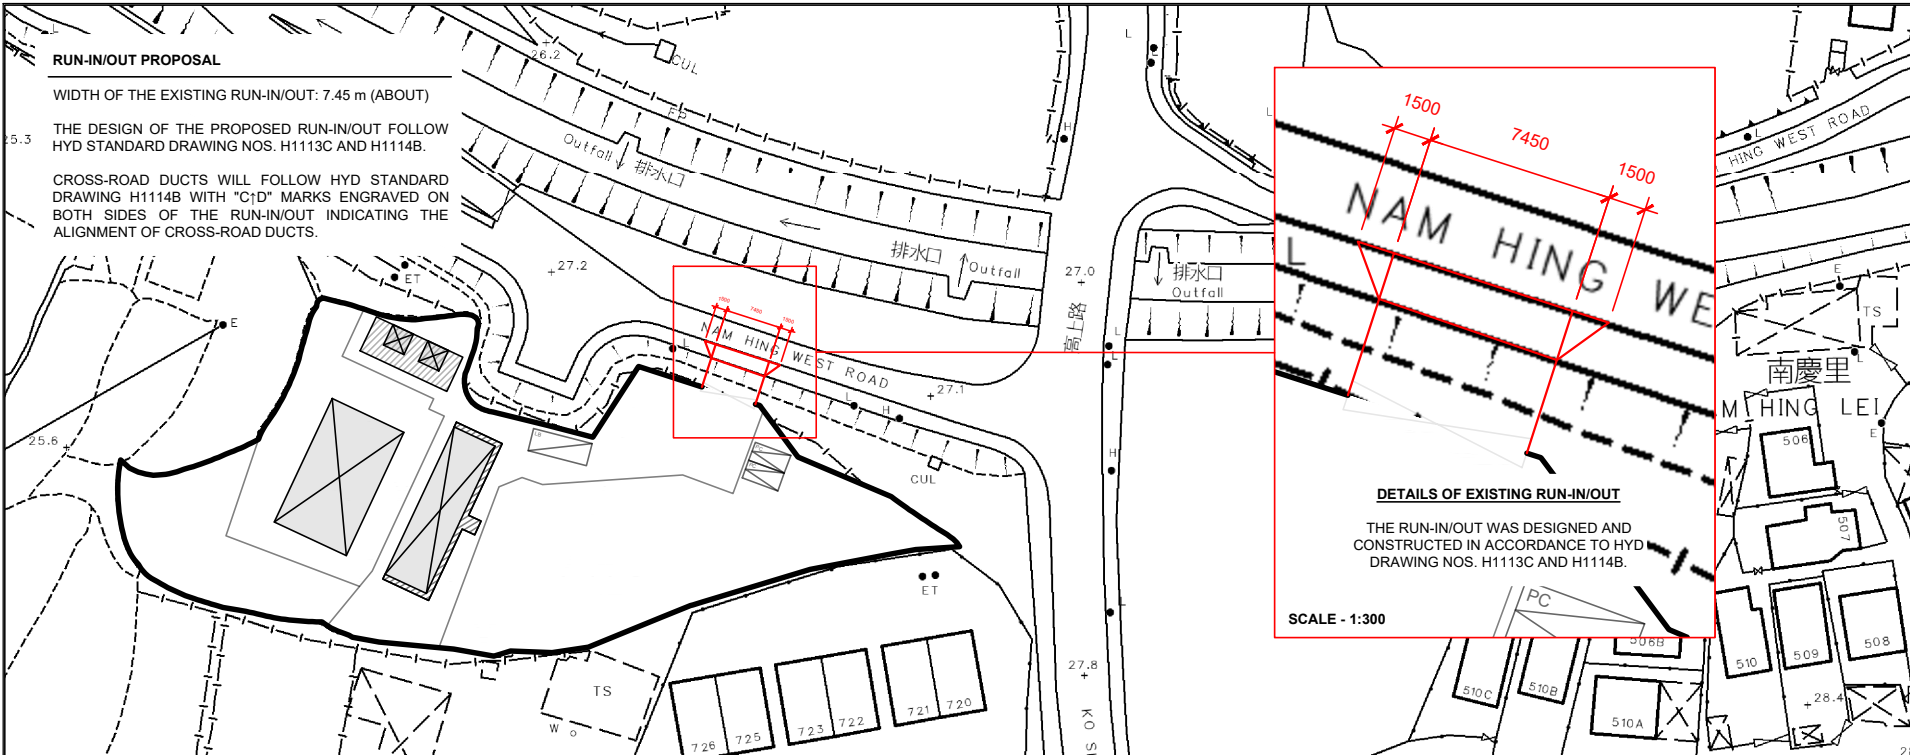 RUN-IN/OUT PROPOSAL
WIDTH OF THE EXISTING RUN-IN/OUT: 7.45 m (ABOUT)
THE DESIGN OF THE PROPOSED RUN-IN/OUT FOLLOW
HYD STANDARD DRAWING NOS. H1113C AND H1114B.
CROSS-ROAD DUCTS WILL FOLLOW HYD STANDARD
DRAWING H1114B WITH "C↑D" MARKS ENGRAVED ON
BOTH SIDES OF THE RUN-IN/OUT INDICATING THE
ALIGNMENT OF CROSS-ROAD DUCTS.
26.2
CUL
FP
25.3
Outfall
排水口
27.2
ET
E
排水口
Outfall
27.0
高上路
排水口
Outfall
L
H
L
L
1500
7450
1500
NAM HING WEST ROAD
L
L
H
27.1
25.6
CUL
H
ET
L
TS
W
726
725
723
722
721
720
27.8
KO S
1500
7450
1500
NAM HING WE
L
DETAILS OF EXISTING RUN-IN/OUT
THE RUN-IN/OUT WAS DESIGNED AND
CONSTRUCTED IN ACCORDANCE TO HYD
DRAWING NOS. H1113C AND H1114B.
PC
SCALE - 1:300
L
HING WEST ROAD
E
TS
L
南慶里
M HING LEI
E
506
507
506B
510C
510B
510A
510
509
508
28.4